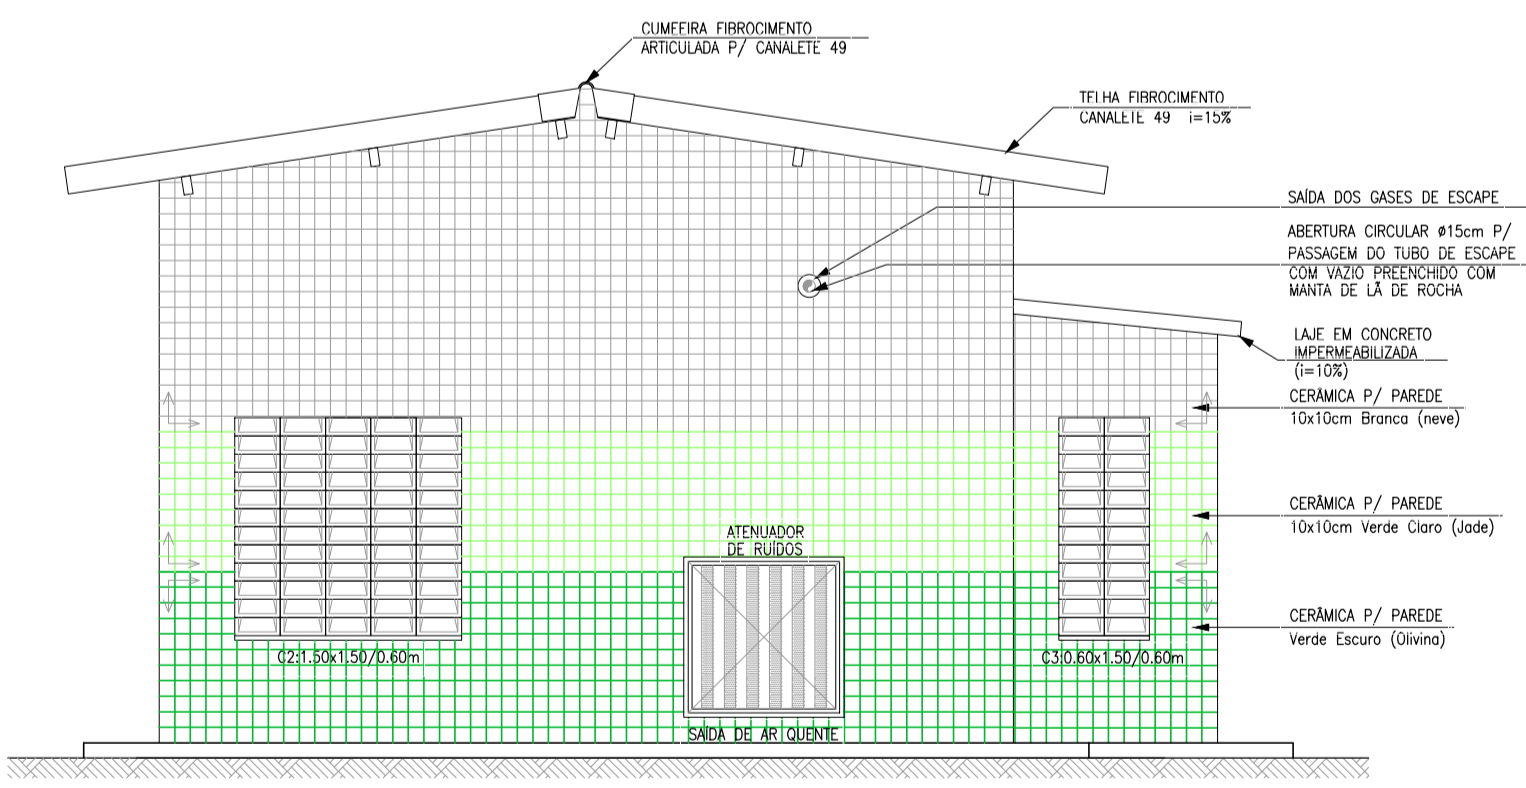 CUMEEIRA FIBROCIMENTO
ARTICULADA P/ CANALETE 49
TELHA FIBROCIMENTO
CANALETE 49 i=15%
SAÍDA DOS GASES DE ESCAPE
ABERTURA CIRCULAR ø15cm P/
PASSAGEM DO TUBO DE ESCAPE
COM VAZIO PREENCHIDO COM
MANTA DE LÃ DE ROCHA
LAJE EM CONCRETO
IMPERMEABILIZADA
(i=10%)
CERÂMICA P/ PAREDE
10x10cm Branca (neve)
CERÂMICA P/ PAREDE
10x10cm Verde Claro (Jade)
ATENUADOR
DE RUÍDOS
CERÂMICA P/ PAREDE
Verde Escuro (Olivina)
C2:1.50x1.50/0.60m
C3:0.60x1.50/0.60m
SAÍDA DE AR QUENTE